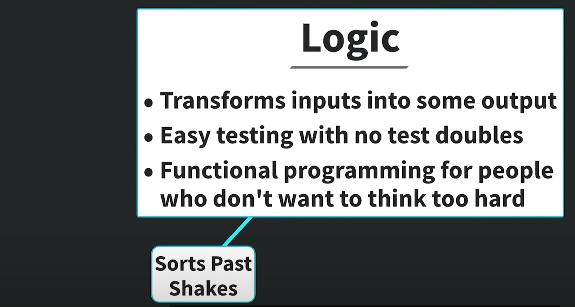 Logic
• Transforms inputs into some output
• Easy testing with no test doubles
• Functional programming for people
who don't want to think too hard
Sorts Past
Shakes